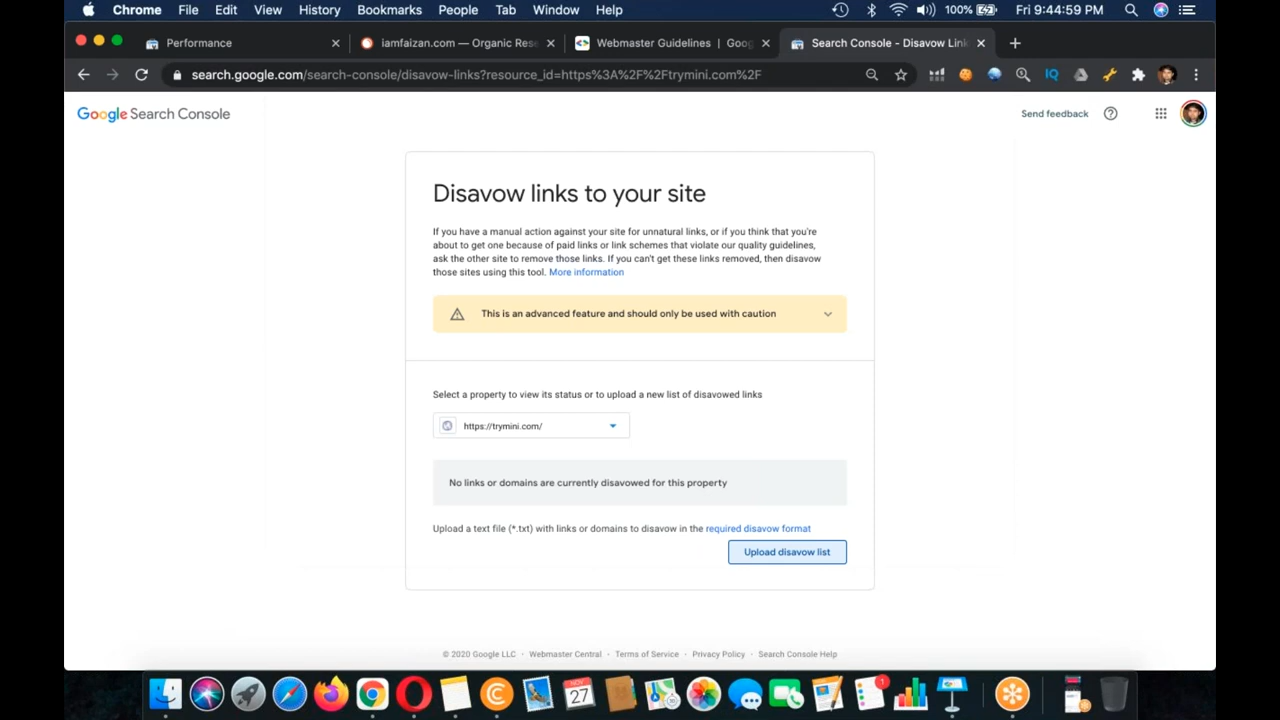 Chrome File Edit View History Bookmarks People Tab Window Help 100% Fri 9:44:59 PM
Performance iamfaizan.com — Organic Rese Webmaster Guidelines | Goog Search Console - Disavow Link
search.google.com/search-console/disavow-links?resource_id=https%3A%2F%2Ftrymini.com%2F
Google Search Console Send feedback
Disavow links to your site
If you have a manual action against your site for unnatural links, or if you think that you're
about to get one because of paid links or link schemes that violate our quality guidelines,
ask the other site to remove those links. If you can't get these links removed, then disavow
those sites using this tool. More information
This is an advanced feature and should only be used with caution
Select a property to view its status or to upload a new list of disavowed links
https://trymini.com/
No links or domains are currently disavowed for this property
Upload a text file (*.txt) with links or domains to disavow in the required disavow format
Upload disavow list
© 2020 Google LLC · Webmaster Central · Terms of Service · Privacy Policy · Search Console Help
NOV
27
1